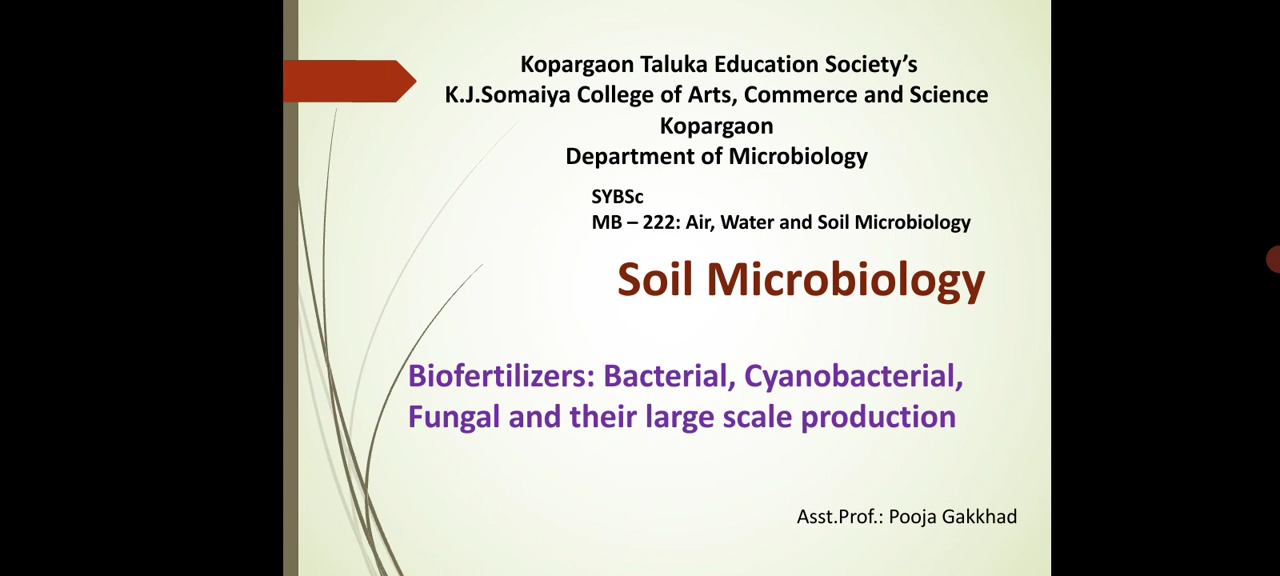 Kopargaon Taluka Education Society’s
K.J.Somaiya College of Arts, Commerce and Science
Kopargaon
Department of Microbiology
SYBSc
MB – 222: Air, Water and Soil Microbiology
Soil Microbiology
Biofertilizers: Bacterial, Cyanobacterial,
Fungal and their large scale production
Asst.Prof.: Pooja Gakkhad